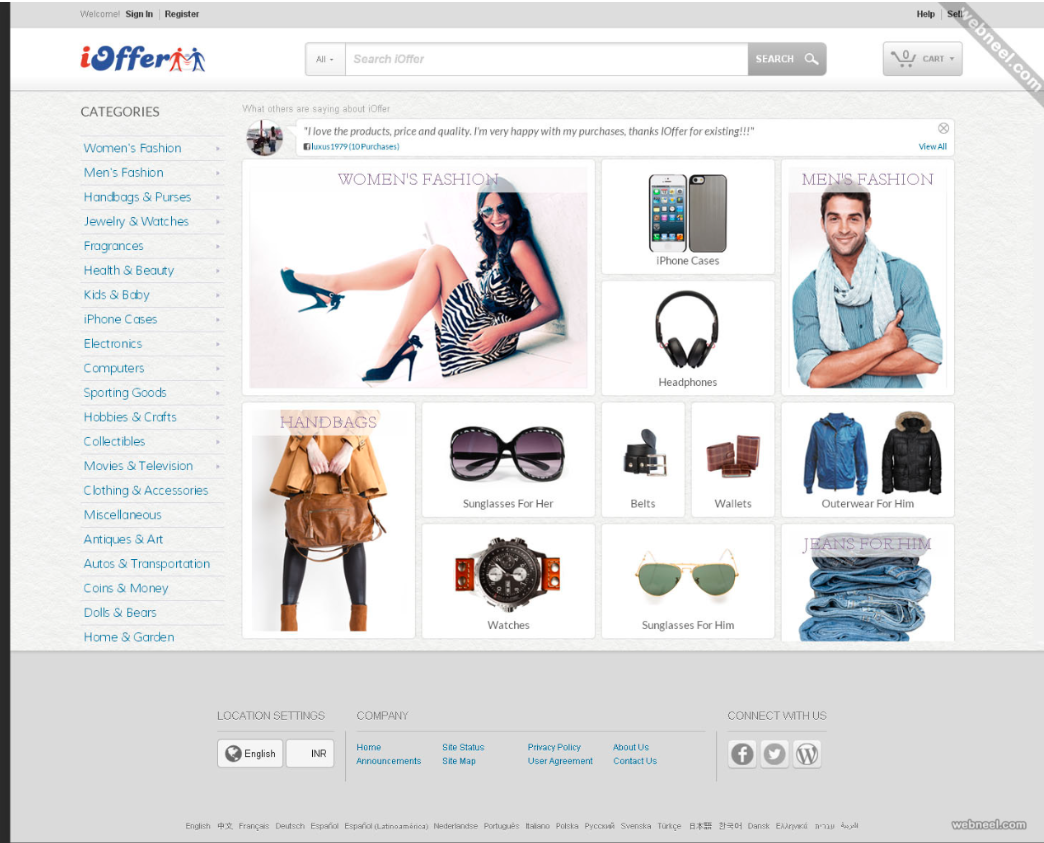 Welcome! Sign In Register
Help Sell
webneel.com
iOffer
All
Search iOffer
SEARCH
0
CART
CATEGORIES
Women's Fashion
Men's Fashion
Handbags & Purses
Jewelry & Watches
Fragrances
Health & Beauty
Kids & Baby
iPhone Cases
Electronics
Computers
Sporting Goods
Hobbies & Crafts
Collectibles
Movies & Television
Clothing & Accessories
Miscellaneous
Antiques & Art
Autos & Transportation
Coins & Money
Dolls & Bears
Home & Garden
What others are saying about iOffer
"I love the products, price and quality. I'm very happy with my purchases, thanks IOffer for existing!!!"
luxus1979 (10 Purchases)
View All
WOMEN'S FASHION
iPhone Cases
MEN'S FASHION
Headphones
HANDBAGS
Sunglasses For Her
Belts
Wallets
Outerwear For Him
Watches
Sunglasses For Him
JEANS FOR HIM
LOCATION SETTINGS
English
INR
COMPANY
Home Site Status Privacy Policy About Us
Announcements Site Map User Agreement Contact Us
CONNECT WITH US
English 中文 Français Deutsch Español Español (Latinoamérica) Nederlandse Português Italiano Polska Русский Svenska Türkçe 日本語 한국어 Dansk Ελληνικά עברית العربية
webneel.com